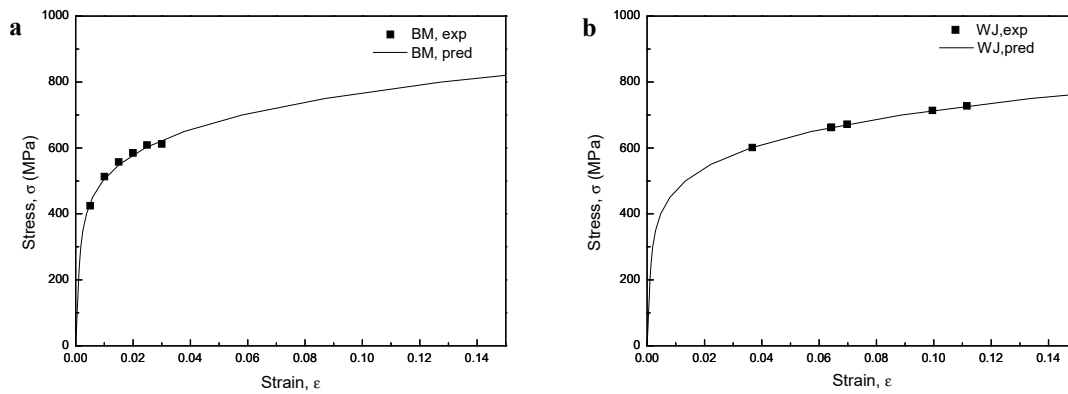 a
1000
800
600
400
200
0
Stress, σ (MPa)
BM, exp
BM, pred
0.00 0.02 0.04 0.06 0.08 0.10 0.12 0.14
Strain, ε
b
1000
800
600
400
200
0
Stress, σ (MPa)
WJ,exp
WJ,pred
0.00 0.02 0.04 0.06 0.08 0.10 0.12 0.14
Strain, ε